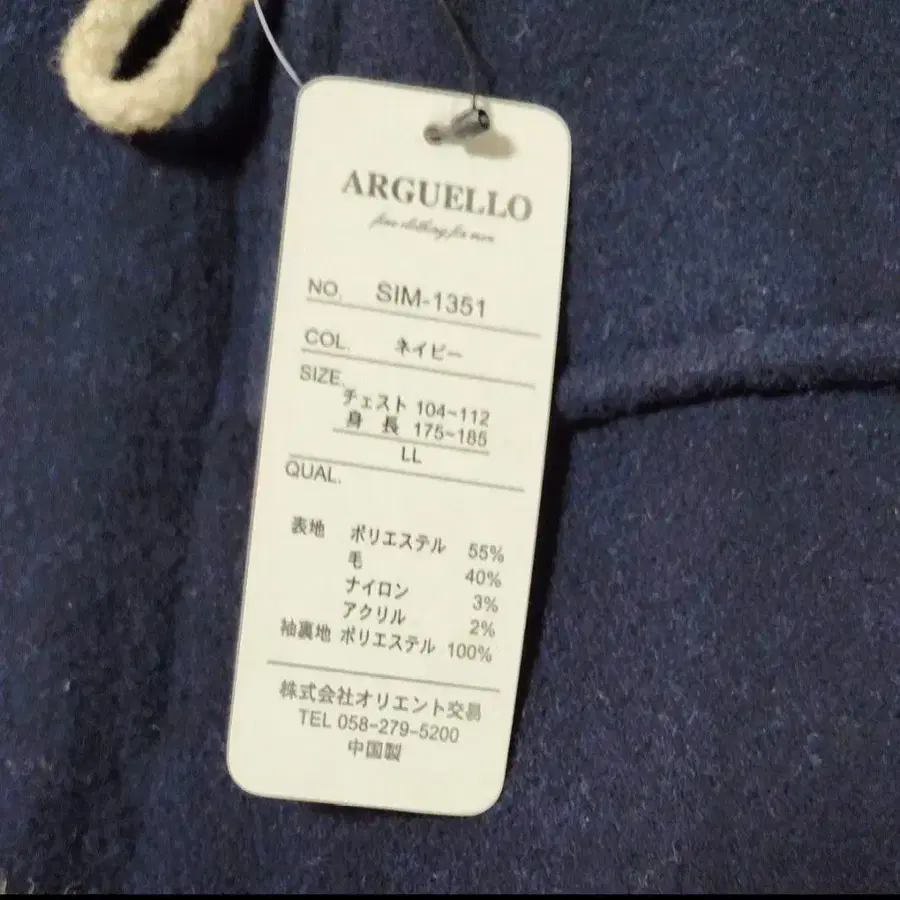 ARGUELLO
fine clothing for men
NO. SIM-1351
COL. ネイビー
SIZE.
チェスト 104~112
身 長 175~185
LL
QUAL.
表地 ポリエステル 55%
毛 40%
ナイロン 3%
アクリル 2%
袖裏地 ポリエステル 100%
株式会社オリエント交易
TEL 058-279-5200
中国製